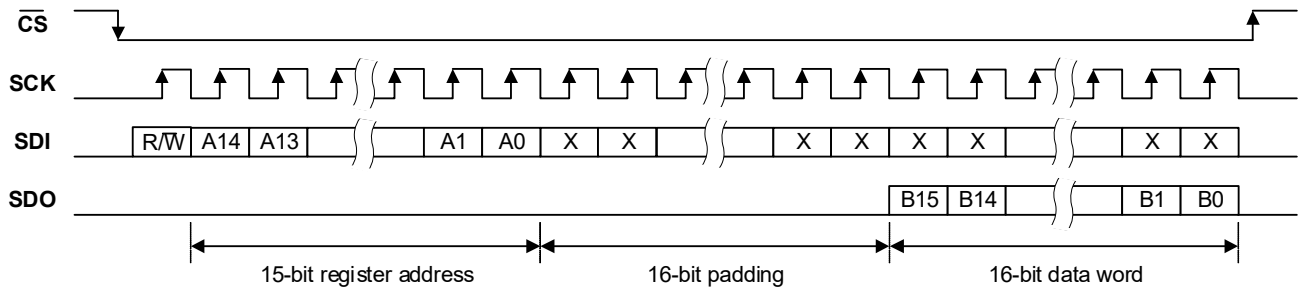 CS
SCK
SDI R/W A14 A13 A1 A0 X X X X X X X X
SDO B15 B14 B1 B0
15-bit register address 16-bit padding 16-bit data word